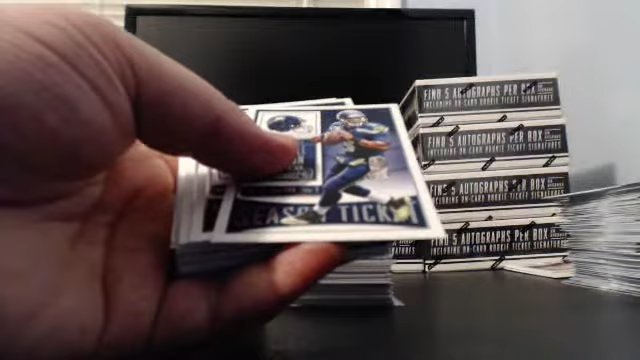 SEASON TICKET
FIND 5 AUTOGRAPHS PER BOX
INCLUDING ON-CARD ROOKIE TICKET SIGNATURES
FIND 5 AUTOGRAPHS PER BOX
INCLUDING ON-CARD ROOKIE TICKET SIGNATURES
FIND 5 AUTOGRAPHS PER BOX
INCLUDING ON-CARD ROOKIE TICKET SIGNATURES
FIND 5 AUTOGRAPHS PER BOX
INCLUDING ON-CARD ROOKIE TICKET SIGNATURES